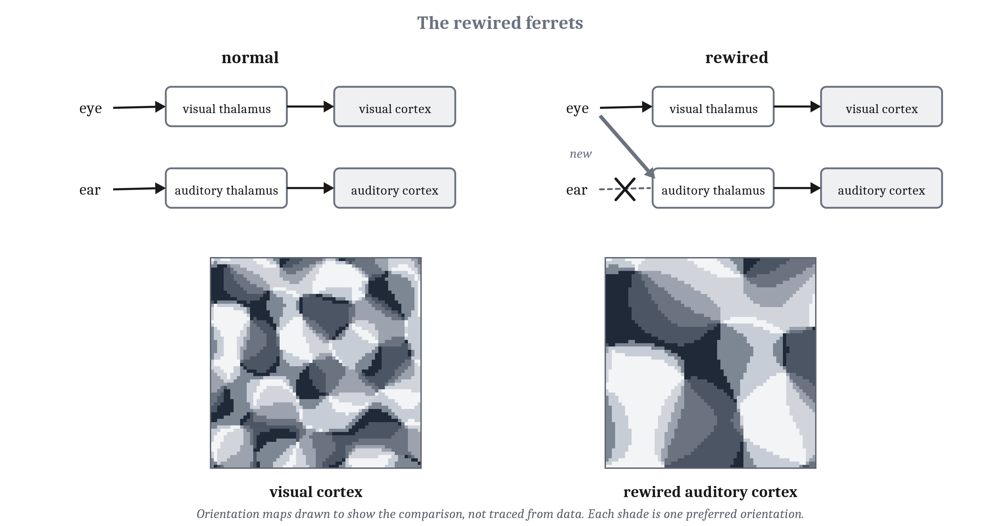 The rewired ferrets
normal
rewired
eye
visual thalamus
visual cortex
eye
visual thalamus
visual cortex
new
ear
auditory thalamus
auditory cortex
ear
auditory thalamus
auditory cortex
visual cortex
rewired auditory cortex
Orientation maps drawn to show the comparison, not traced from data. Each shade is one preferred orientation.